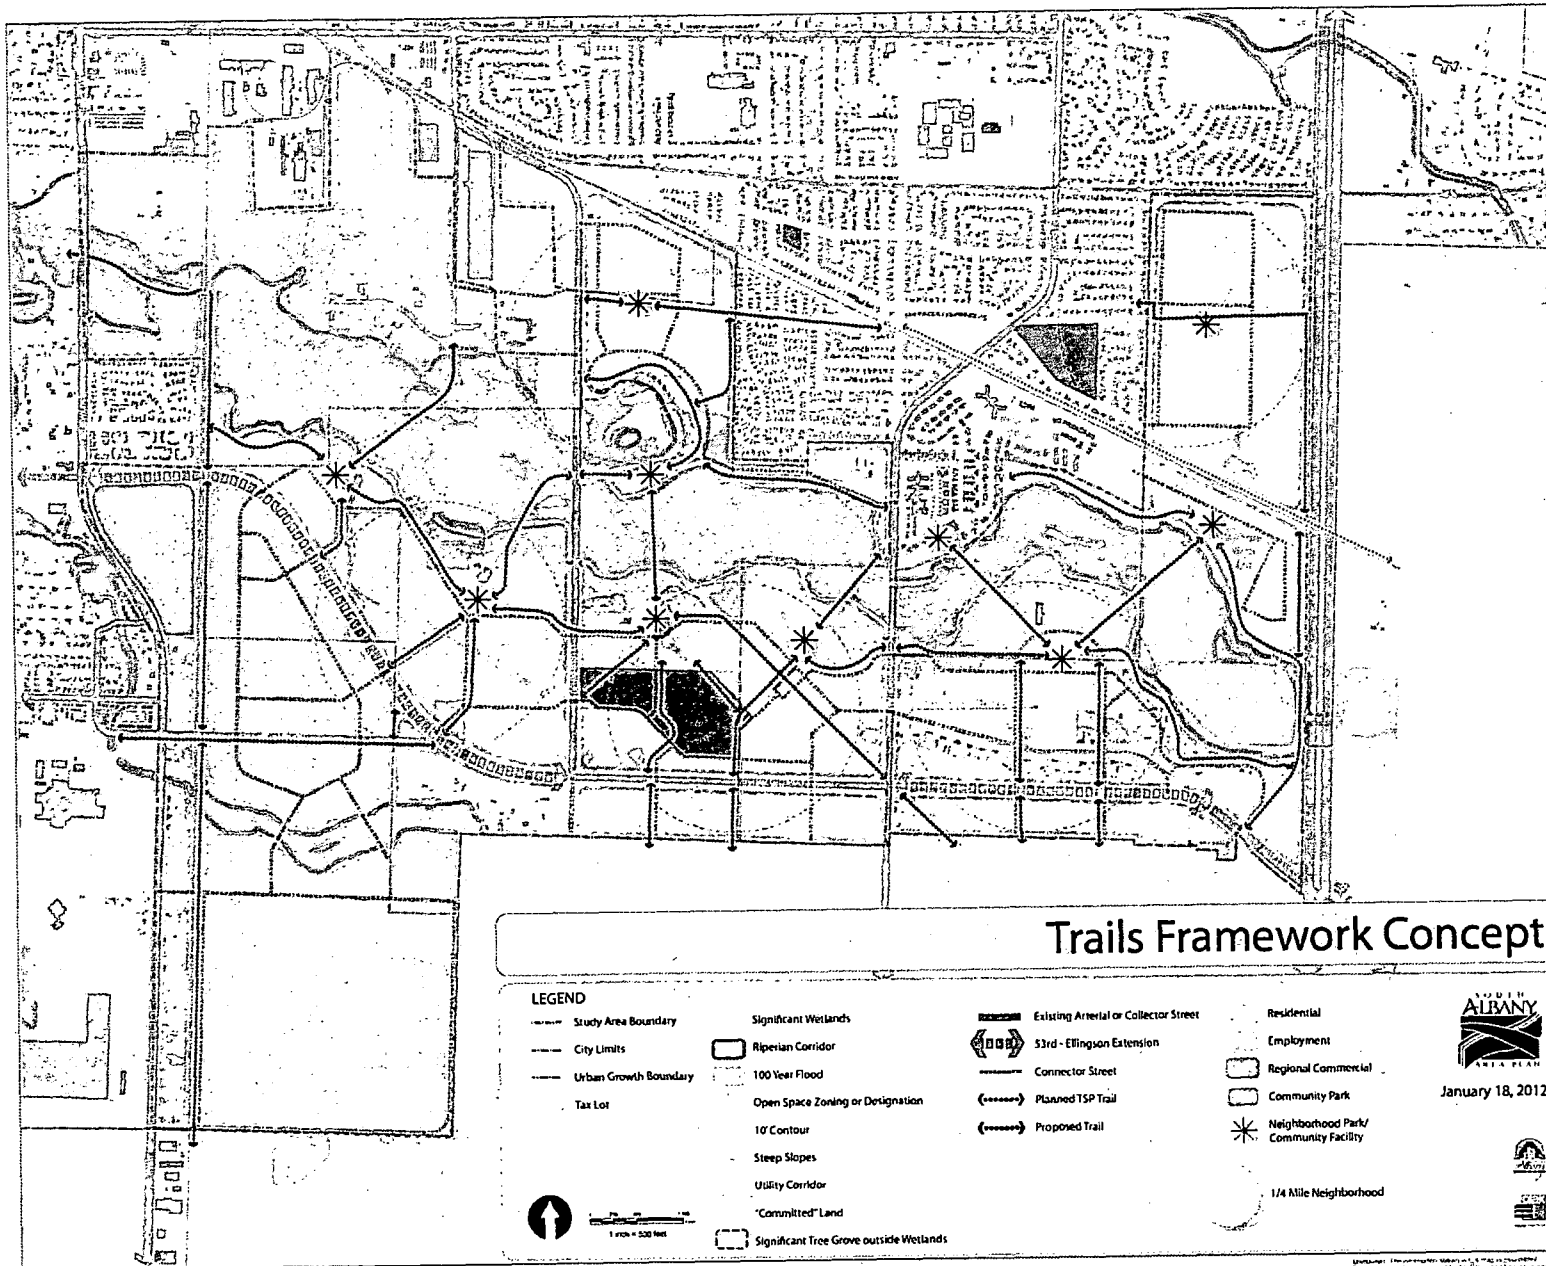 Trails Framework Concept
LEGEND
Study Area Boundary
City Limits
Urban Growth Boundary
Tax Lot
1 inch = 500 feet
Significant Wetlands
Riperian Corridor
100 Year Flood
Open Space Zoning or Designation
10' Contour
Steep Slopes
Utility Corridor
"Committed" Land
Significant Tree Grove outside Wetlands
Existing Arterial or Collector Street
53rd - Ellingson Extension
Connector Street
Planned TSP Trail
Proposed Trail
Residential
Employment
Regional Commercial
Community Park
Neighborhood Park/
Community Facility
1/4 Mile Neighborhood
SOUTH
ALBANY
AREA PLAN
January 18, 2012